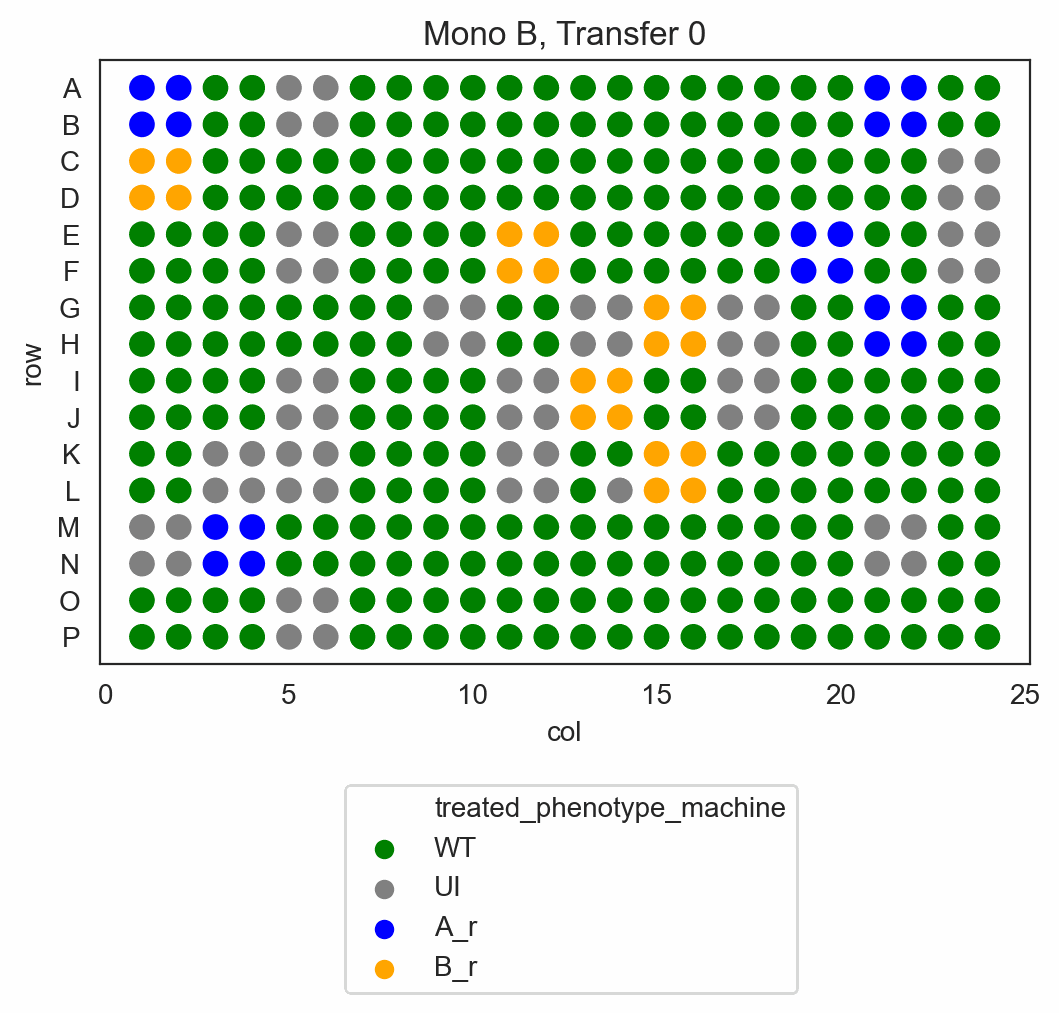 Mono B, Transfer 0
A
B
C
D
E
F
G
H
I
J
K
L
M
N
O
P
row
0 5 10 15 20 25
col
treated_phenotype_machine
WT
UI
A_r
B_r